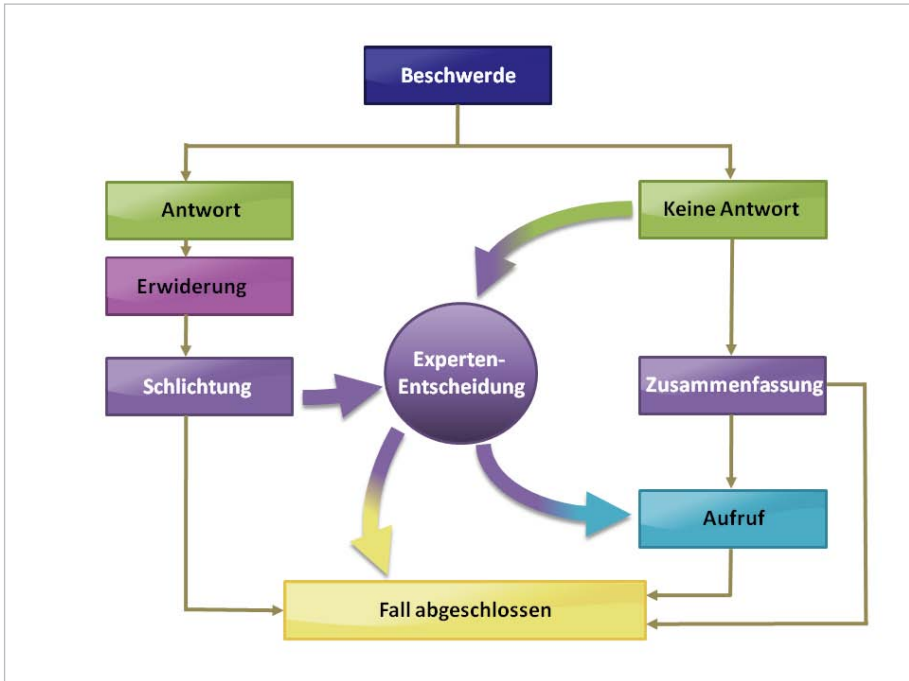 Beschwerde
Antwort
Keine Antwort
Erwiderung
Experten-
Entscheidung
Schlichtung
Zusammenfassung
Aufruf
Fall abgeschlossen